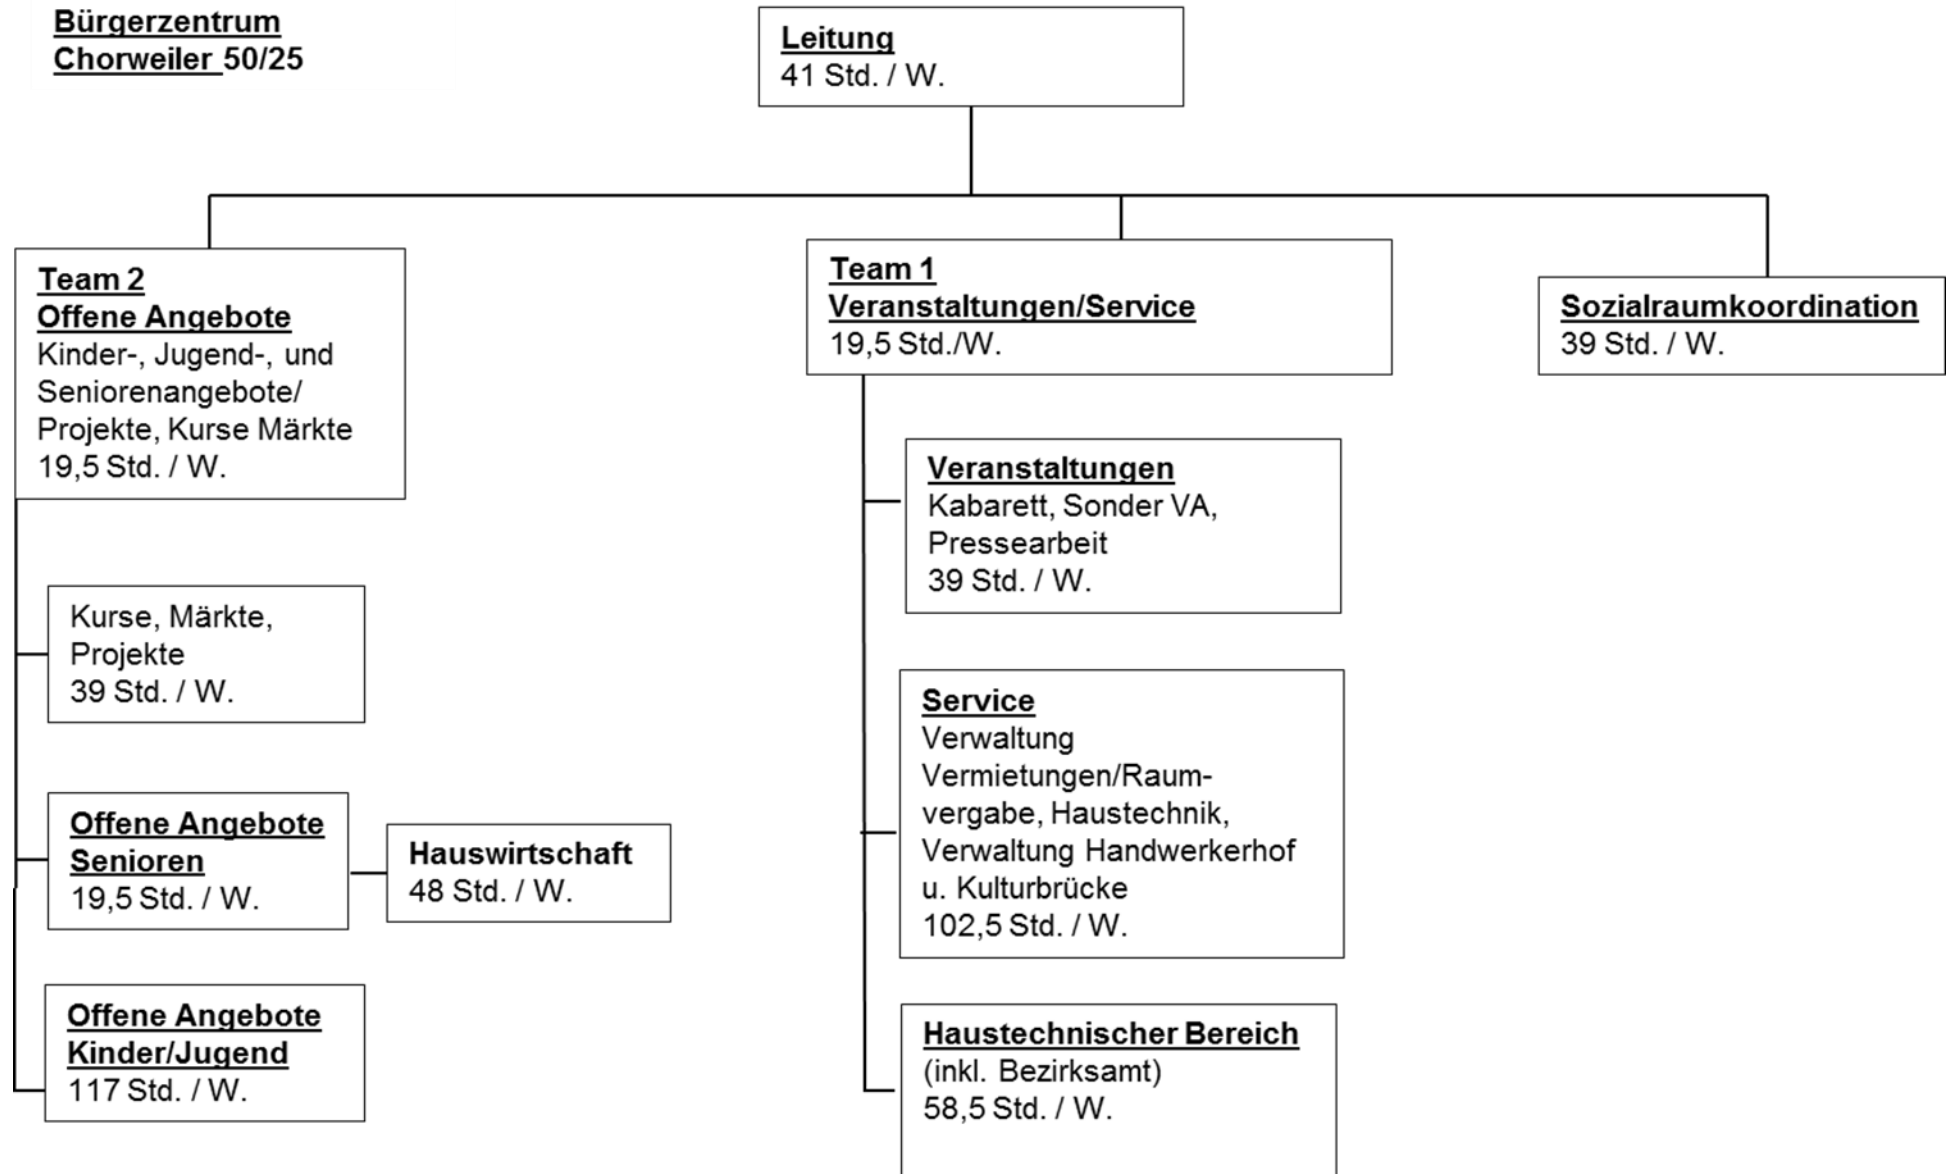 Bürgerzentrum
Chorweiler 50/25
Leitung
41 Std. / W.
Team 2
Offene Angebote
Kinder-, Jugend-, und
Seniorenangebote/
Projekte, Kurse Märkte
19,5 Std. / W.
Team 1
Veranstaltungen/Service
19,5 Std./W.
Sozialraumkoordination
39 Std. / W.
Kurse, Märkte,
Projekte
39 Std. / W.
Offene Angebote
Senioren
19,5 Std. / W.
Hauswirtschaft
48 Std. / W.
Offene Angebote
Kinder/Jugend
117 Std. / W.
Veranstaltungen
Kabarett, Sonder VA,
Pressearbeit
39 Std. / W.
Service
Verwaltung
Vermietungen/Raum-
vergabe, Haustechnik,
Verwaltung Handwerkerhof
u. Kulturbrücke
102,5 Std. / W.
Haustechnischer Bereich
(inkl. Bezirksamt)
58,5 Std. / W.